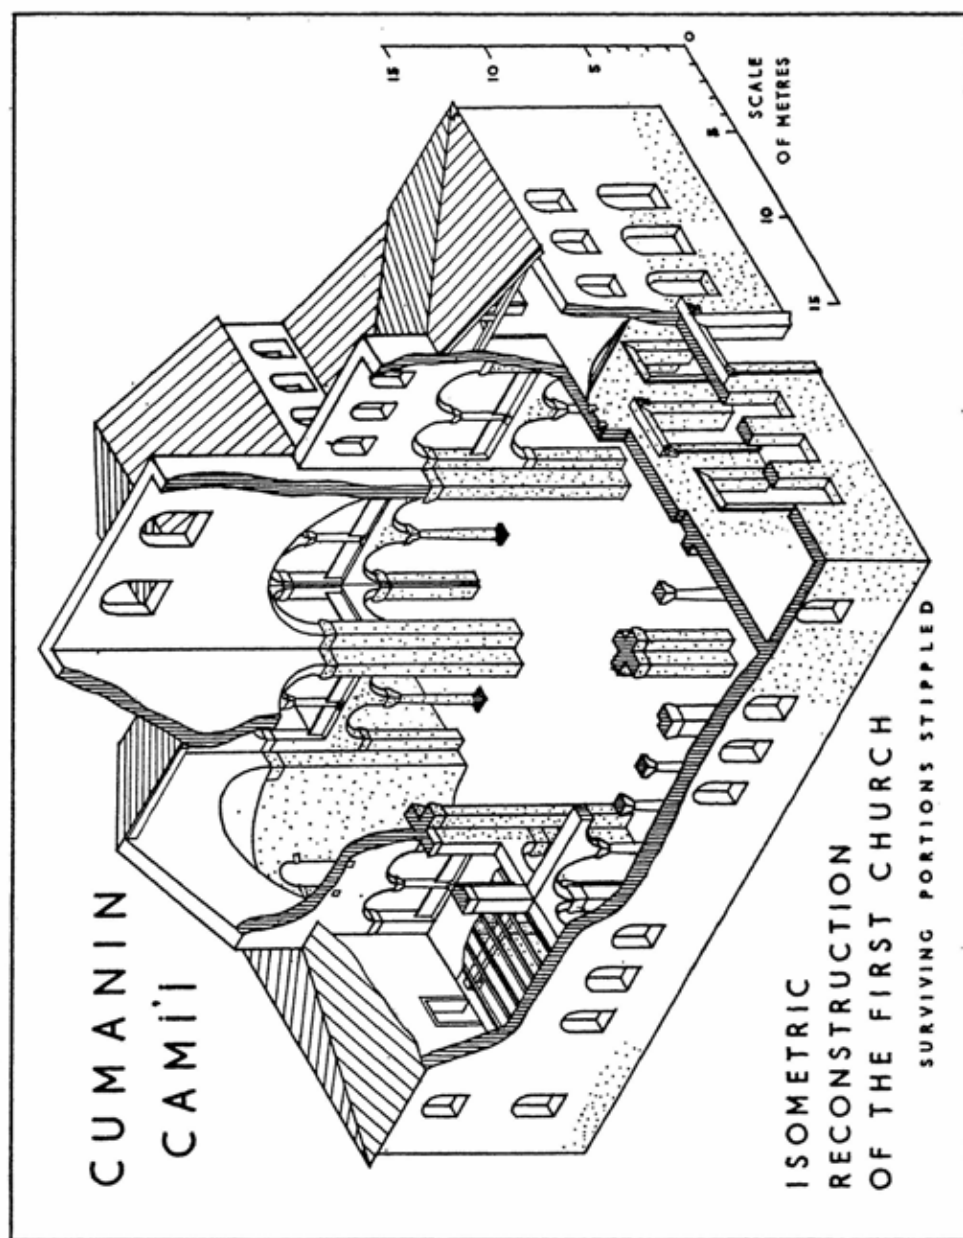 CUMANIN
CAMİ'İ
15
10
5
0
5
10
15
SCALE
OF METRES
ISOMETRIC
RECONSTRUCTION
OF THE FIRST CHURCH
SURVIVING PORTIONS STIPPLED